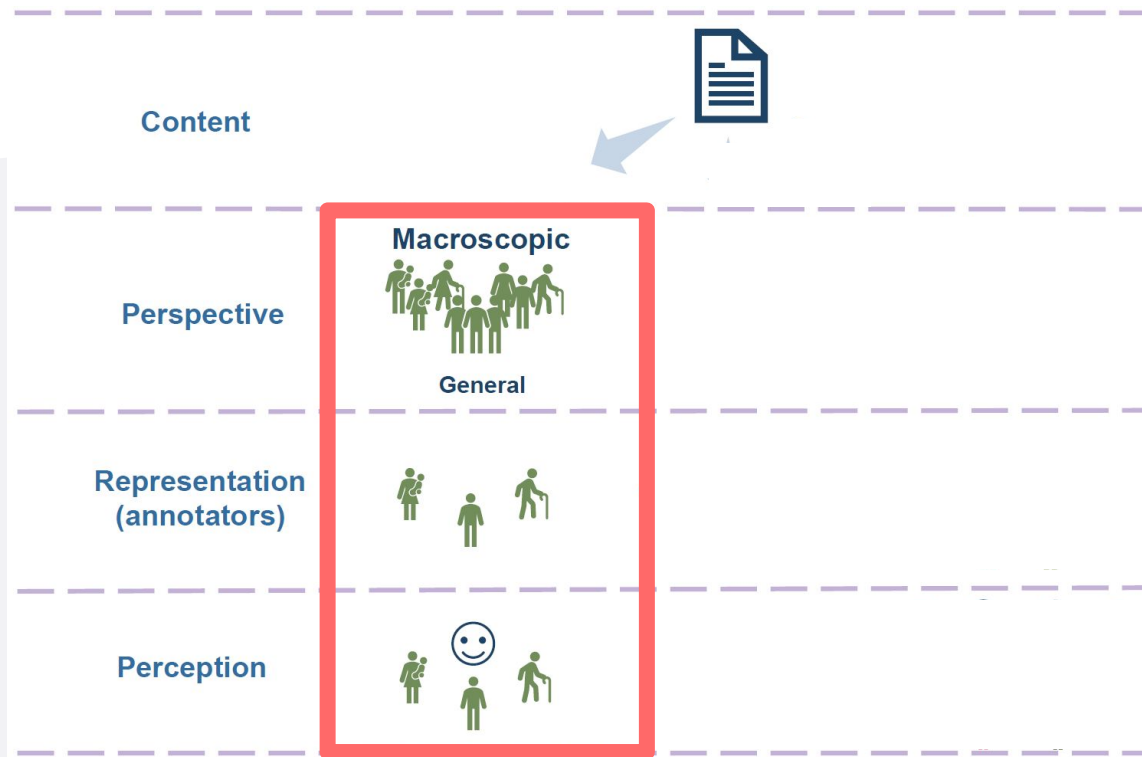 Content
Macroscopic
Perspective
General
Representation
(annotators)
Perception